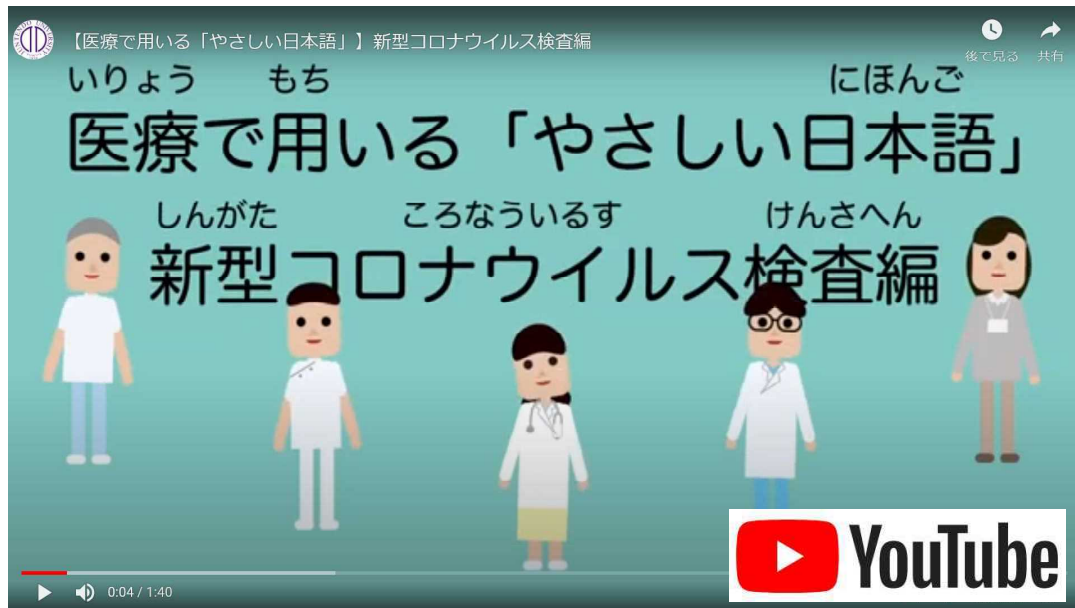 【医療で用いる「やさしい日本語」】新型コロナウイルス検査編
後で見る 共有
いりょう もち にほんご
医療で用いる「やさしい日本語」
しんがた ころなういるす けんさへん
新型コロナウイルス検査編
YouTube
0:04 / 1:40